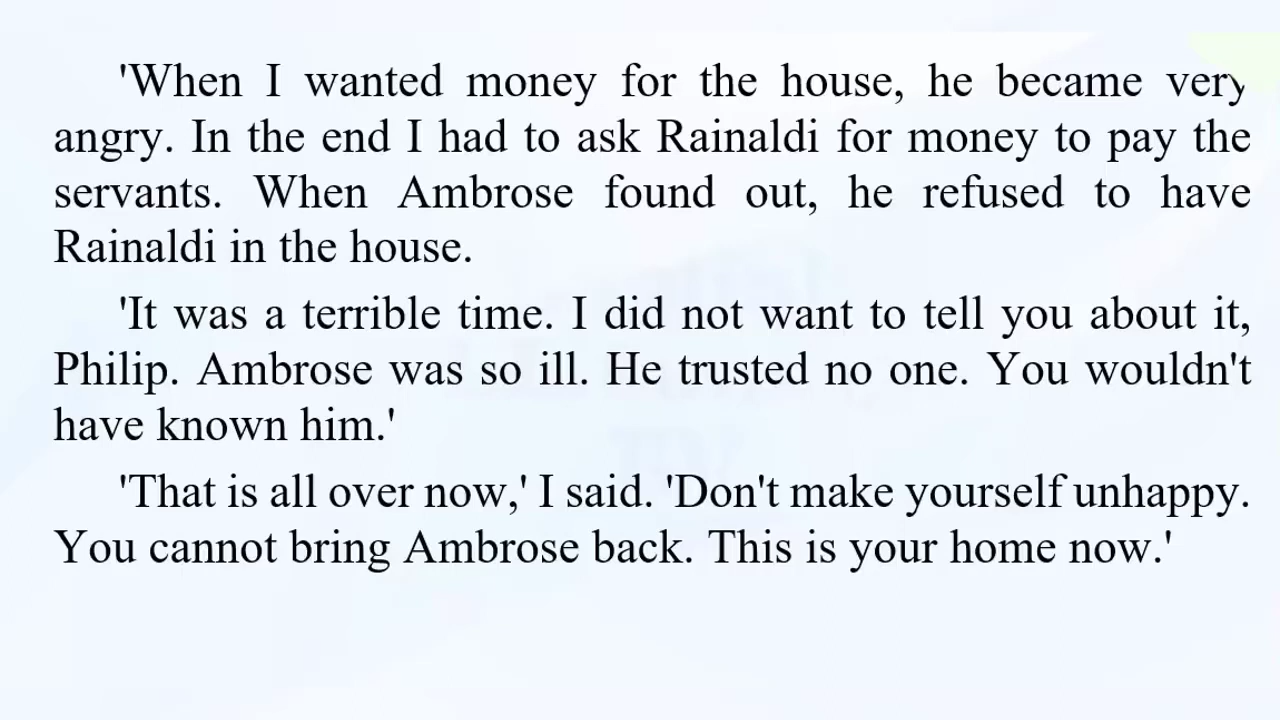 'When I wanted money for the house, he became very
angry. In the end I had to ask Rainaldi for money to pay the
servants. When Ambrose found out, he refused to have
Rainaldi in the house.
'It was a terrible time. I did not want to tell you about it,
Philip. Ambrose was so ill. He trusted no one. You wouldn't
have known him.'
'That is all over now,' I said. 'Don't make yourself unhappy.
You cannot bring Ambrose back. This is your home now.'